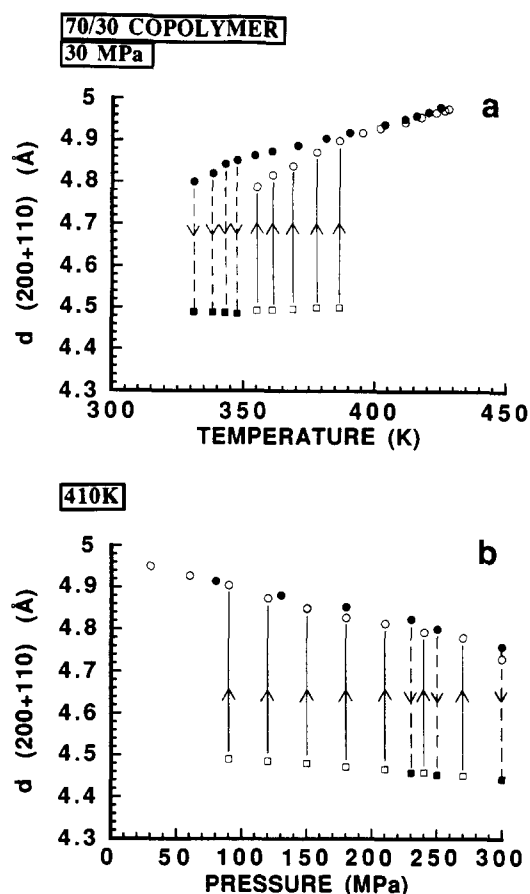 70/30 COPOLYMER
30 MPa
a
5
4.9
4.8
4.7
4.6
4.5
4.4
4.3
d (200+110) (Å)
300 350 400 450
TEMPERATURE (K)
410K
b
5
4.9
4.8
4.7
4.6
4.5
4.4
4.3
d (200+110) (Å)
0 50 100 150 200 250 300
PRESSURE (MPa)